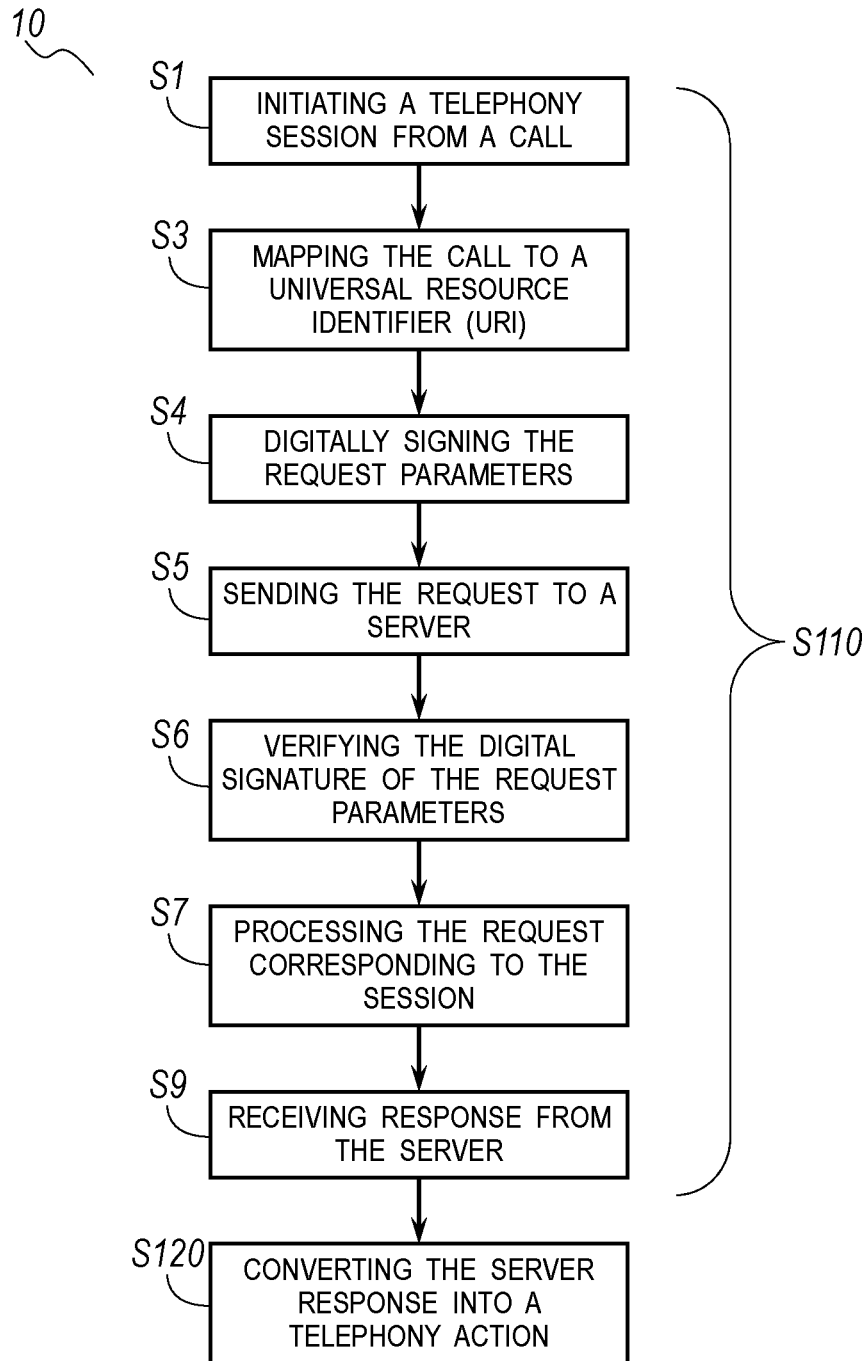 10
S1
INITIATING A TELEPHONY
SESSION FROM A CALL
S3
MAPPING THE CALL TO A
UNIVERSAL RESOURCE
IDENTIFIER (URI)
S4
DIGITALLY SIGNING THE
REQUEST PARAMETERS
S5
SENDING THE REQUEST TO A
SERVER
S110
S6
VERIFYING THE DIGITAL
SIGNATURE OF THE REQUEST
PARAMETERS
S7
PROCESSING THE REQUEST
CORRESPONDING TO THE
SESSION
S9
RECEIVING RESPONSE FROM
THE SERVER
S120
CONVERTING THE SERVER
RESPONSE INTO A
TELEPHONY ACTION